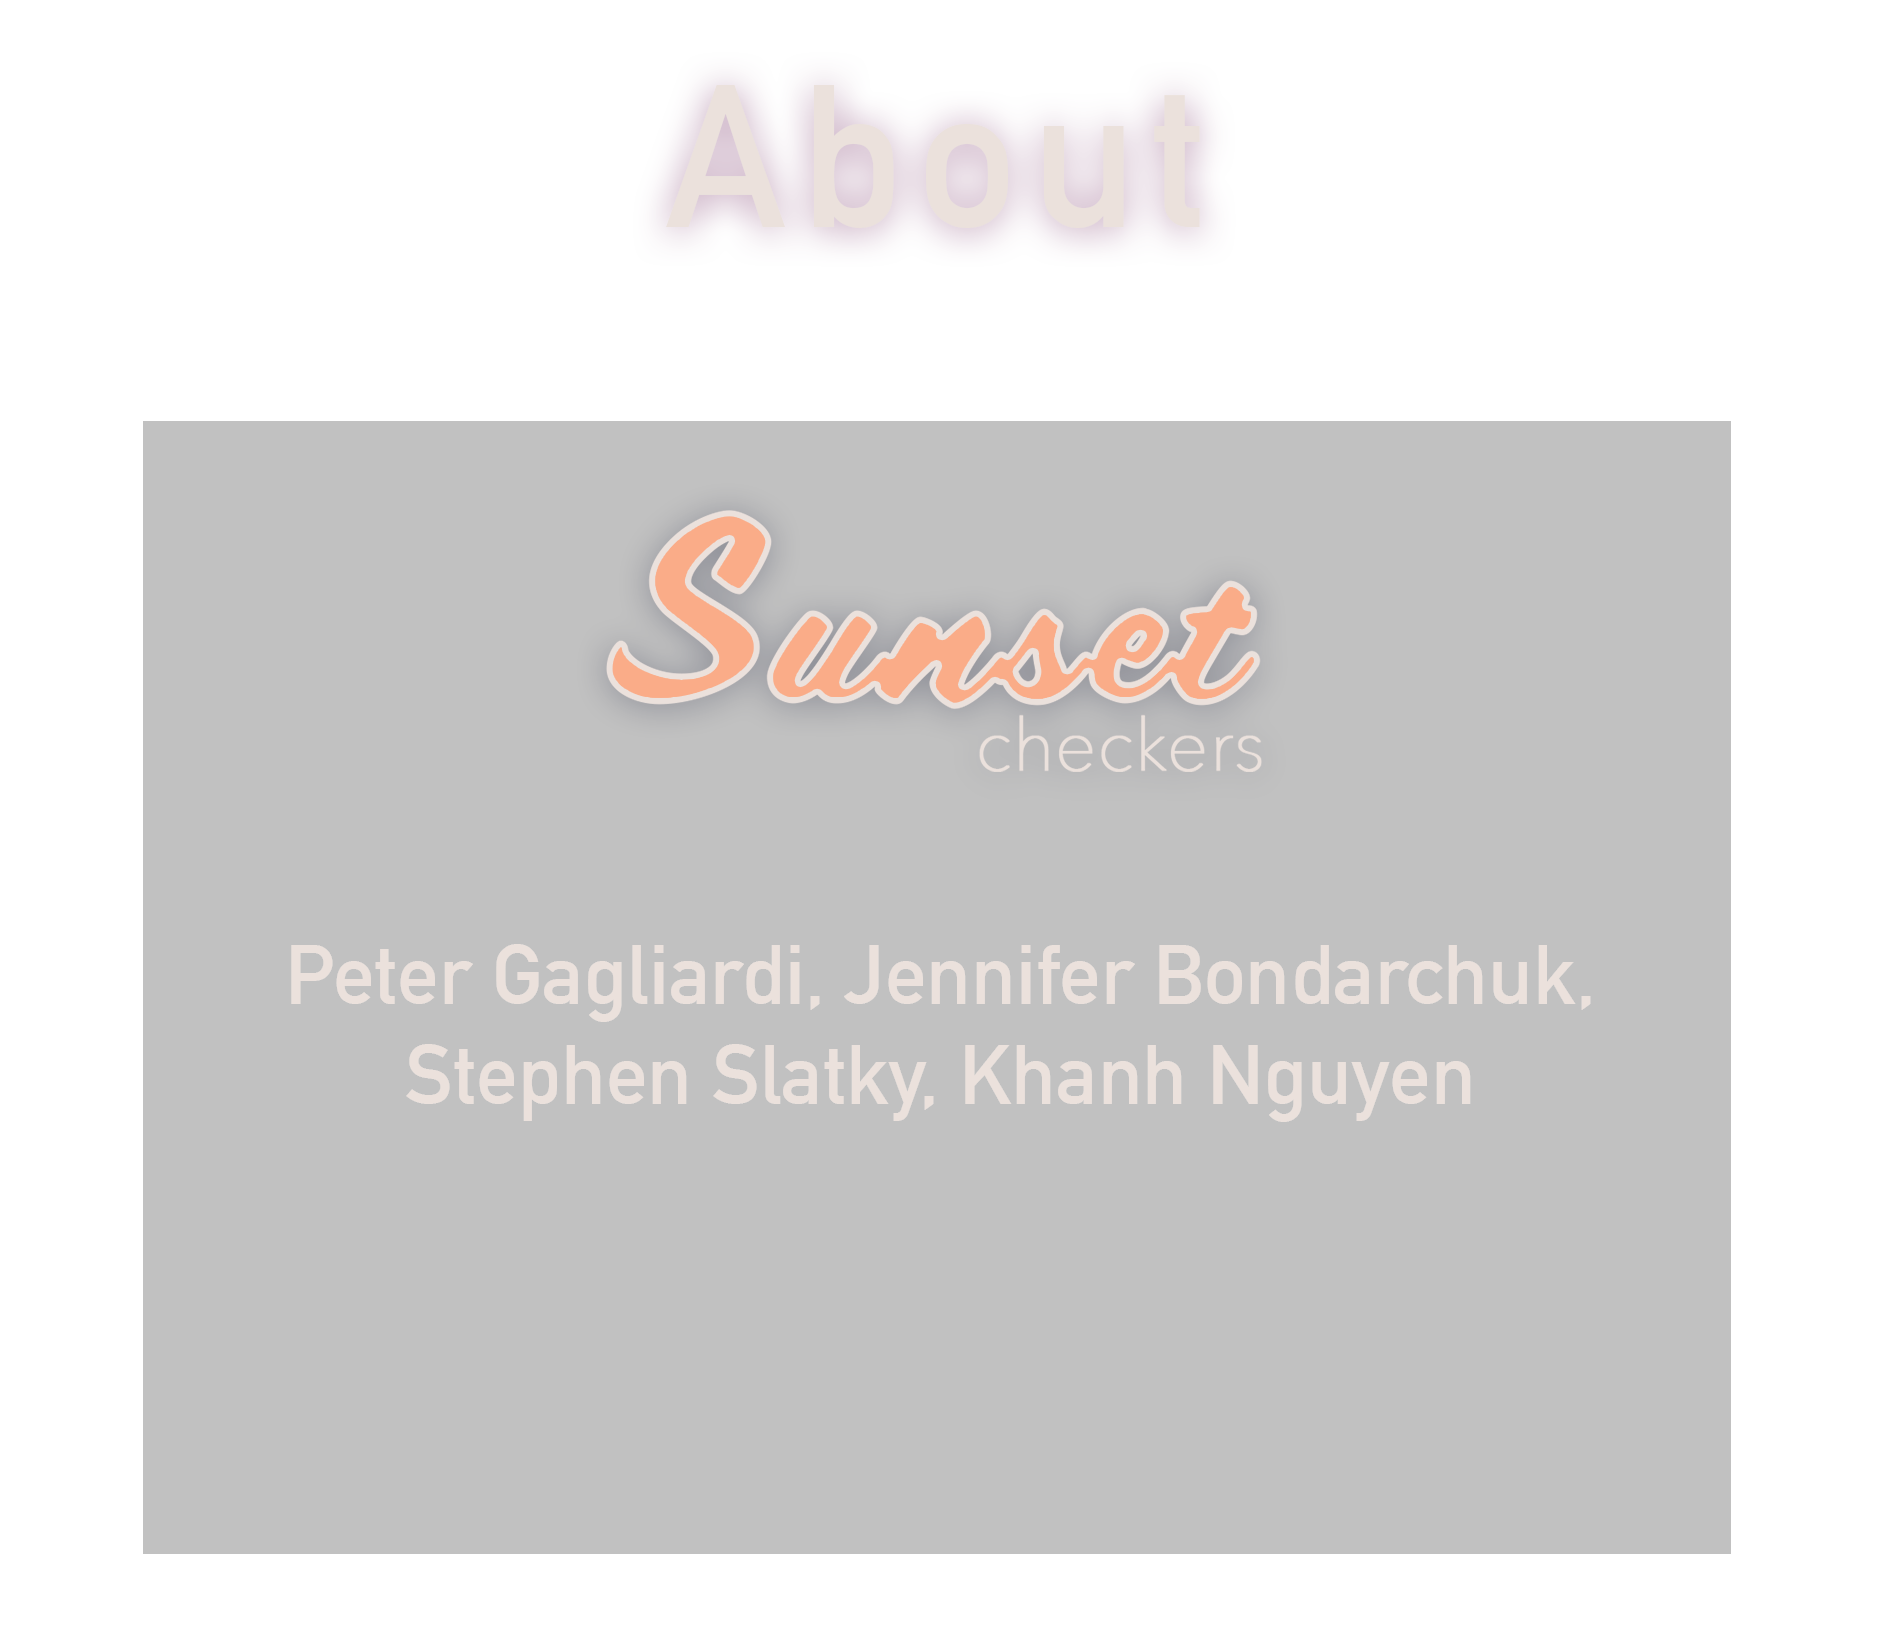 About
Sunset
checkers
Peter Gagliardi, Jennifer Bondarchuk,
Stephen Slatky, Khanh Nguyen